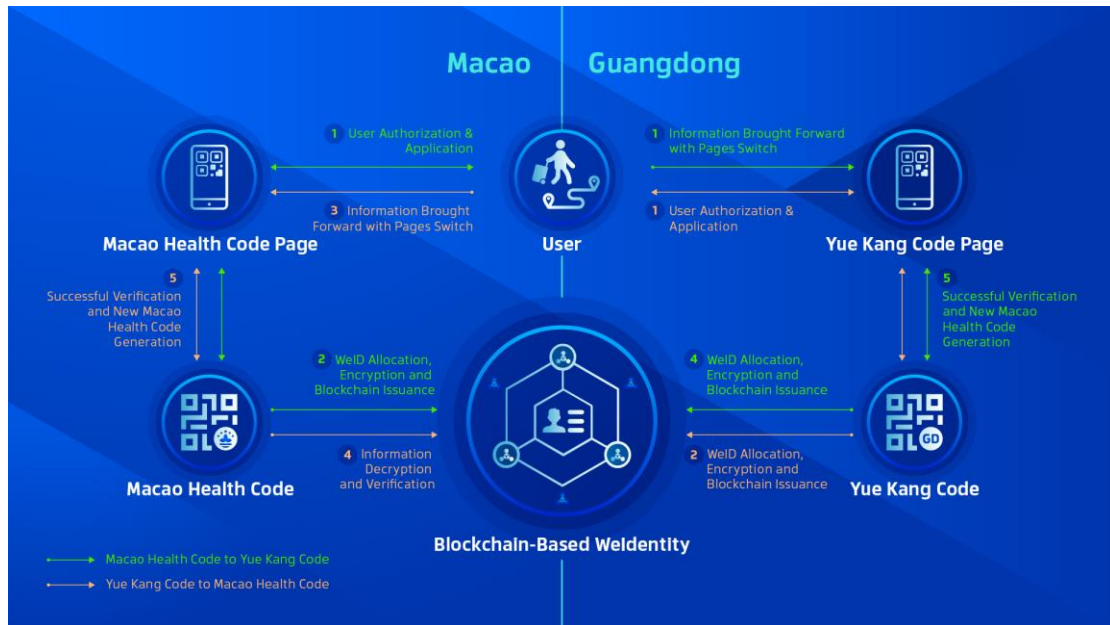 Macao
Guangdong
1 User Authorization &
Application
1 Information Brought Forward
with Pages Switch
3 Information Brought
Forward with Pages Switch
1 User Authorization &
Application
Macao Health Code Page
User
Yue Kang Code Page
5
Successful Verification
and New Macao
Health Code
Generation
5
Successful Verification
and New Macao
Health Code
Generation
2 WeID Allocation,
Encryption and
Blockchain Issuance
4 WeID Allocation,
Encryption and
Blockchain Issuance
4 Information
Decryption
and Verification
2 WeID Allocation,
Encryption and
Blockchain Issuance
GD
Macao Health Code
Yue Kang Code
Blockchain-Based WeIdentity
Macao Health Code to Yue Kang Code
Yue Kang Code to Macao Health Code